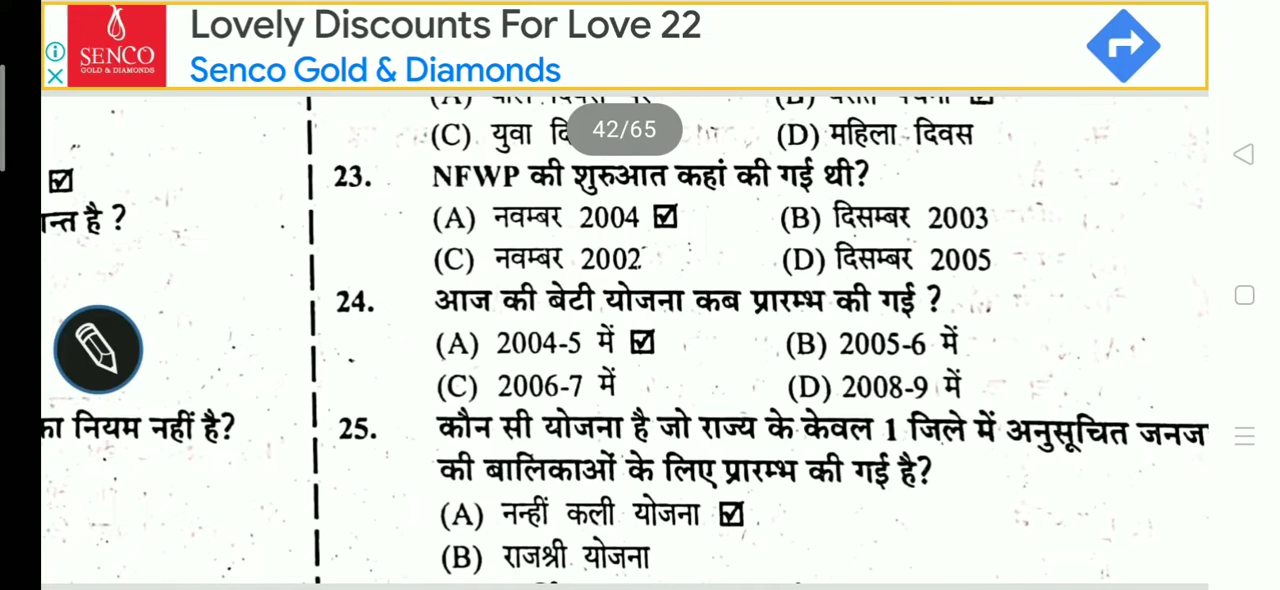 Lovely Discounts For Love 22
SENCO
GOLD & DIAMONDS
Senco Gold & Diamonds
42/65
(C) युवा
(D) महिला दिवस
23. NFWP की शुरुआत कहां की गई थी?
(A) नवम्बर 2004 (B) दिसम्बर 2003
न्त है ?
(C) नवम्बर 2002 (D) दिसम्बर 2005
24. आज की बेटी योजना कब प्रारम्भ की गई ?
(A) 2004-5 में (B) 2005-6 में
(C) 2006-7 में (D) 2008-9 में
का नियम नहीं है?
25. कौन सी योजना है जो राज्य के केवल 1 जिले में अनुसूचित जनज
की बालिकाओं के लिए प्रारम्भ की गई है?
(A) नन्हीं कली योजना
(B) राजश्री योजना